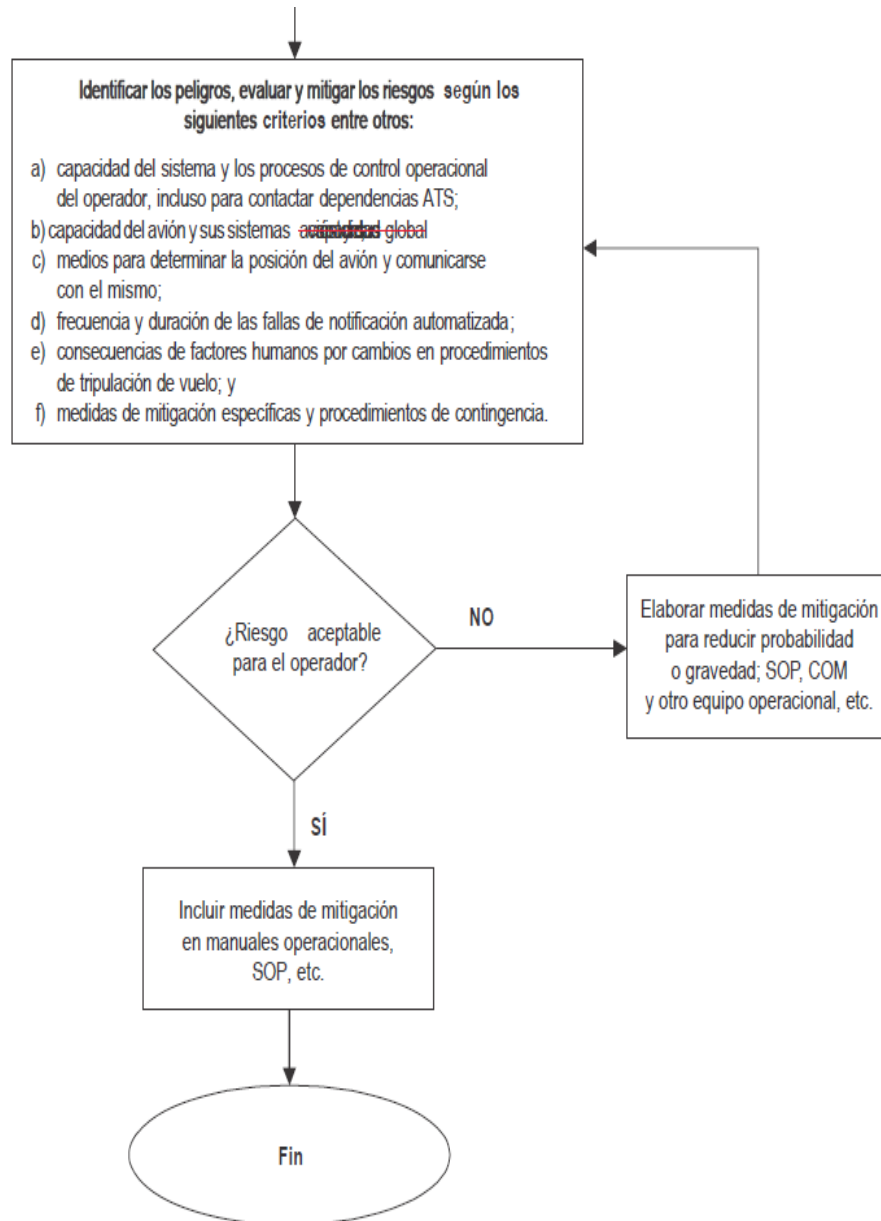 Identificar los peligros, evaluar y mitigar los riesgos según los
siguientes criterios entre otros:
a) capacidad del sistema y los procesos de control operacional
del operador, incluso para contactar dependencias ATS;
b) capacidad del avión y sus sistemas global
c) medios para determinar la posición del avión y comunicarse
con el mismo;
d) frecuencia y duración de las fallas de notificación automatizada;
e) consecuencias de factores humanos por cambios en procedimientos
de tripulación de vuelo; y
f) medidas de mitigación específicas y procedimientos de contingencia.
¿Riesgo aceptable
para el operador?
NO
Elaborar medidas de mitigación
para reducir probabilidad
o gravedad; SOP, COM
y otro equipo operacional, etc.
SÍ
Incluir medidas de mitigación
en manuales operacionales,
SOP, etc.
Fin